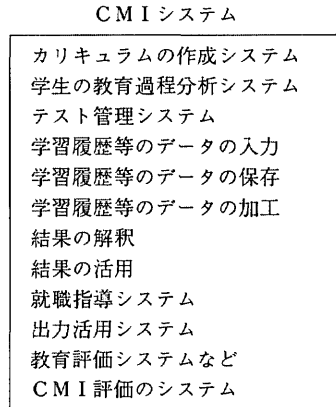 CMIシステム
カリキュラムの作成システム
学生の教育過程分析システム
テスト管理システム
学習履歴等のデータの入力
学習履歴等のデータの保存
学習履歴等のデータの加工
結果の解釈
結果の活用
就職指導システム
出力活用システム
教育評価システムなど
CMI評価のシステム